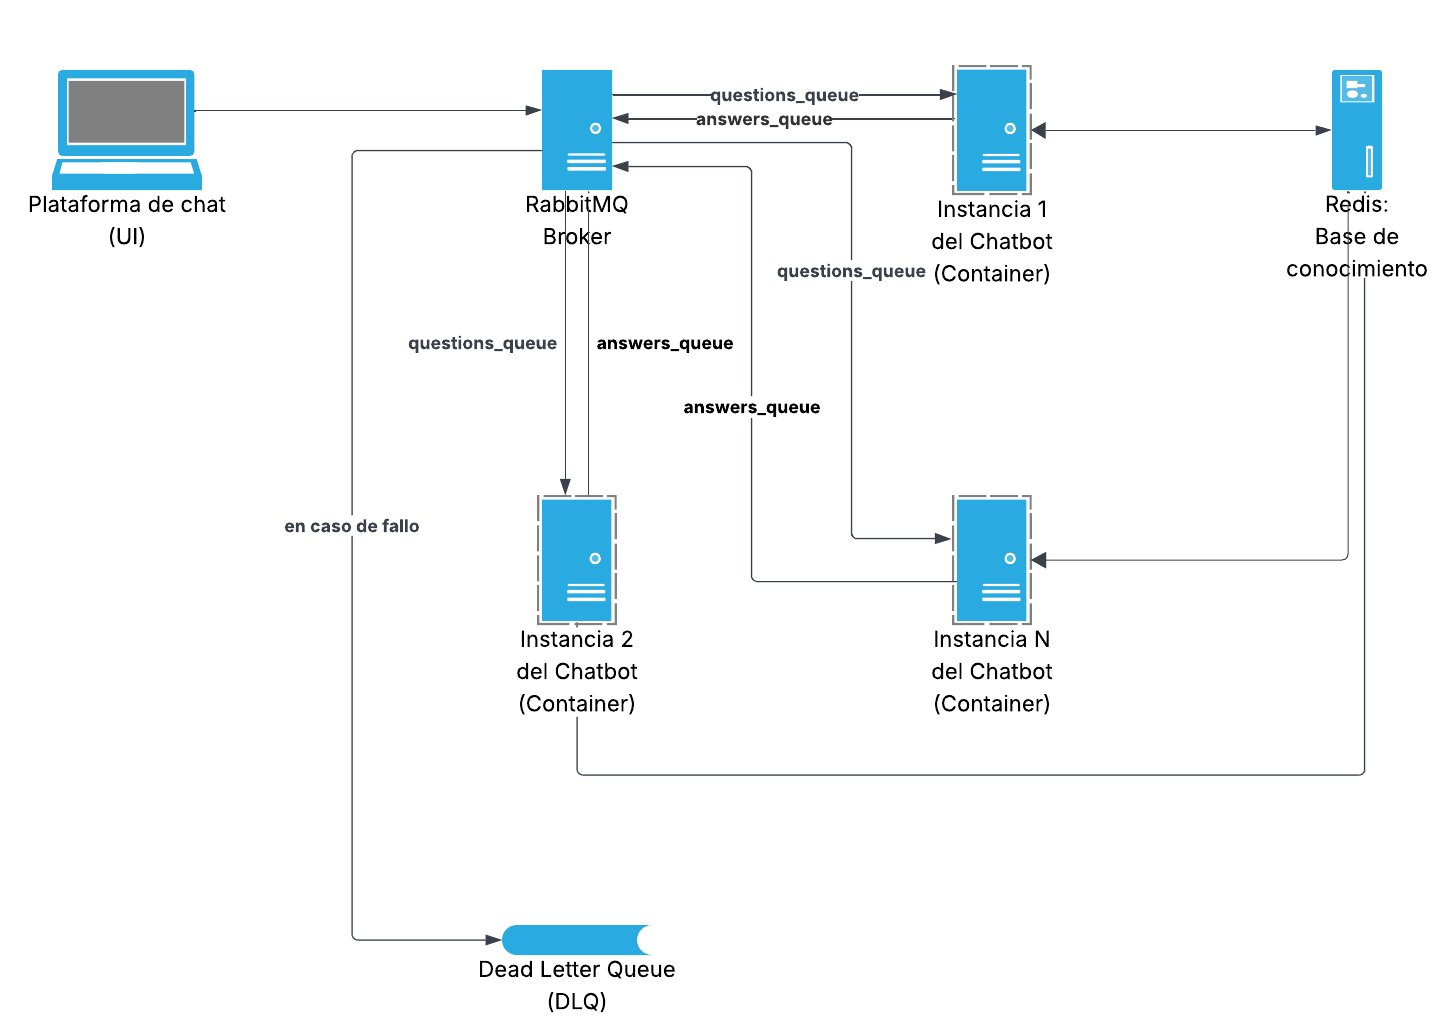 questions_queue
answers_queue
Plataforma de chat
(UI)
RabbitMQ
Broker
Instancia 1
del Chatbot
(Container)
Redis:
Base de
conocimiento
questions_queue
questions_queue
answers_queue
answers_queue
en caso de fallo
Instancia 2
del Chatbot
(Container)
Instancia N
del Chatbot
(Container)
Dead Letter Queue
(DLQ)